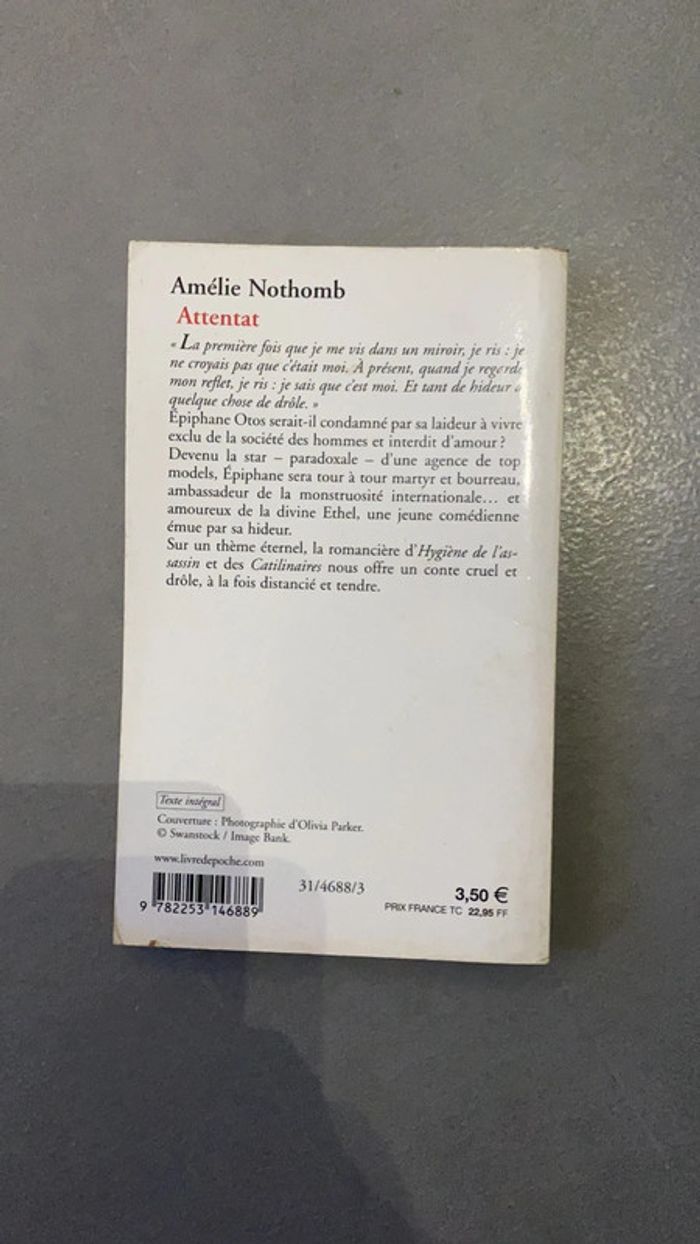 Amélie Nothomb
Attentat
« La première fois que je me vis dans un miroir, je ris : je
ne croyais pas que c'était moi. À présent, quand je regarde
mon reflet, je ris : je sais que c'est moi. Et tant de hideur a
quelque chose de drôle. »
Épiphane Otos serait-il condamné par sa laideur à vivre
exclu de la société des hommes et interdit d'amour ?
Devenu la star – paradoxale – d'une agence de top
models, Épiphane sera tour à tour martyr et bourreau,
ambassadeur de la monstruosité internationale... et
amoureux de la divine Ethel, une jeune comédienne
émue par sa hideur.
Sur un thème éternel, la romancière d'Hygiène de l'as-
sassin et des Catilinaires nous offre un conte cruel et
drôle, à la fois distancié et tendre.
Texte intégral
Couverture : Photographie d'Olivia Parker.
© Swanstock / Image Bank.
www.livredepoche.com
31/4688/3
3,50 €
9 782253 146889
PRIX FRANCE TC 22,95 FF